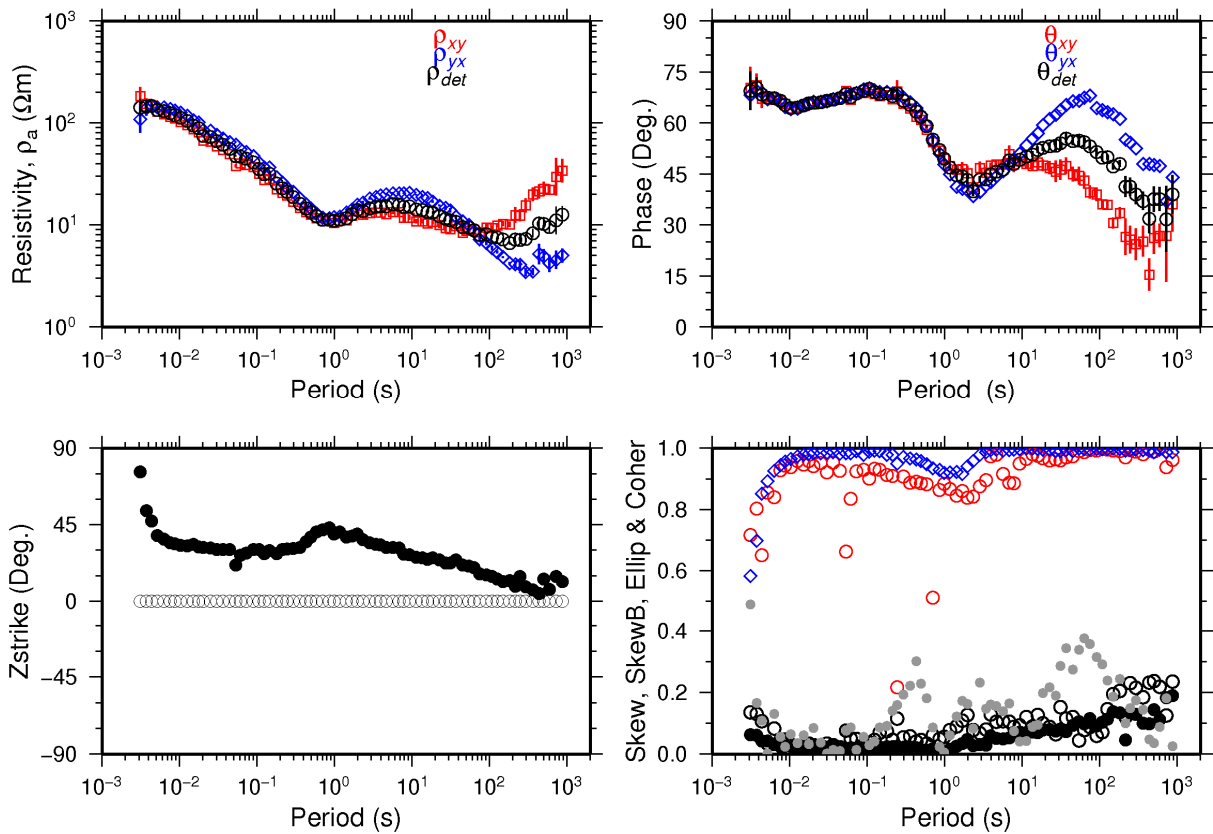 10³
10²
10¹
10⁰
Resistivity, ρₐ (Ωm)
ρxy
ρyx
ρdet
10⁻³ 10⁻² 10⁻¹ 10⁰ 10¹ 10² 10³
Period (s)
90
75
60
45
30
15
0
Phase (Deg.)
θxy
θyx
θdet
10⁻³ 10⁻² 10⁻¹ 10⁰ 10¹ 10² 10³
Period (s)
90
45
0
−45
−90
Zstrike (Deg.)
10⁻³ 10⁻² 10⁻¹ 10⁰ 10¹ 10² 10³
Period (s)
1.0
0.8
0.6
0.4
0.2
0.0
Skew, SkewB, Ellip & Coher
10⁻³ 10⁻² 10⁻¹ 10⁰ 10¹ 10² 10³
Period (s)